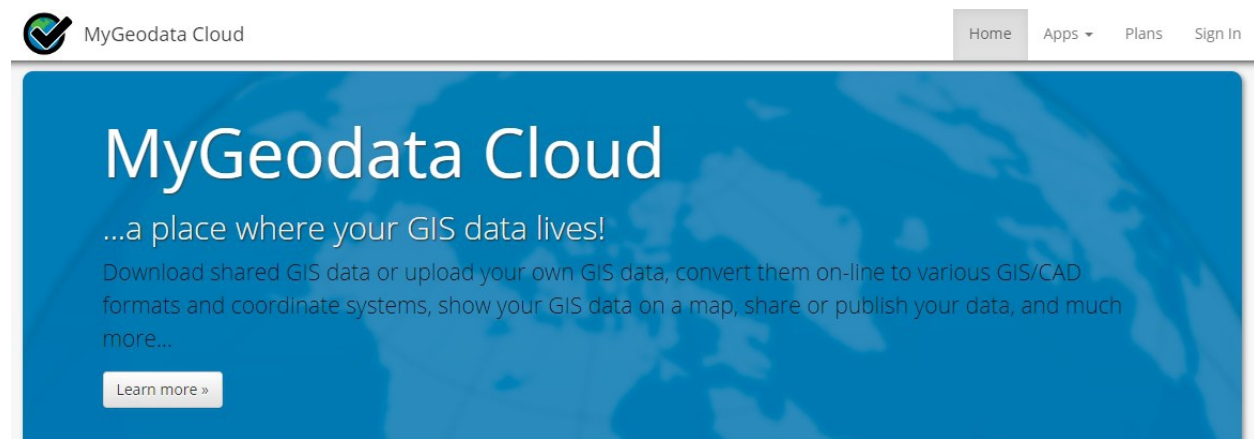 MyGeodata Cloud
Home Apps Plans Sign In
MyGeodata Cloud
...a place where your GIS data lives!
Download shared GIS data or upload your own GIS data, convert them on-line to various GIS/CAD
formats and coordinate systems, show your GIS data on a map, share or publish your data, and much
more...
Learn more »